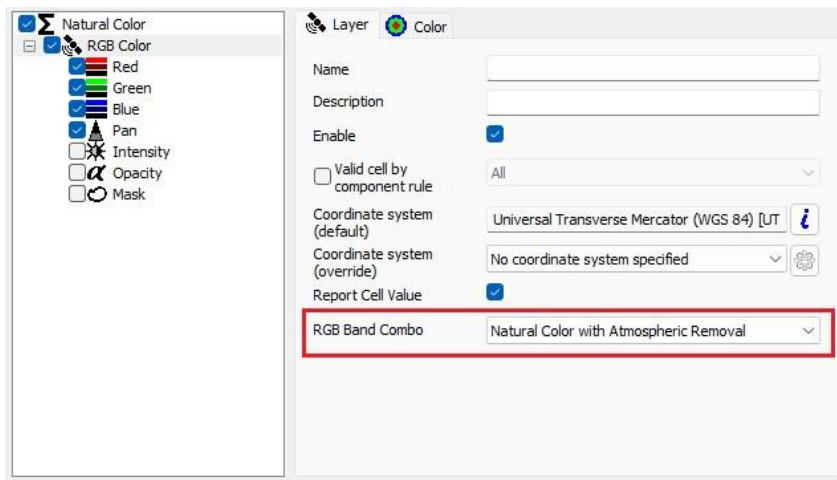 Natural Color
RGB Color
Red
Green
Blue
Pan
Intensity
Opacity
Mask
Layer
Color
Name
Description
Enable
Valid cell by
component rule
All
Coordinate system
(default)
Universal Transverse Mercator (WGS 84) [UT
Coordinate system
(override)
No coordinate system specified
Report Cell Value
RGB Band Combo
Natural Color with Atmospheric Removal